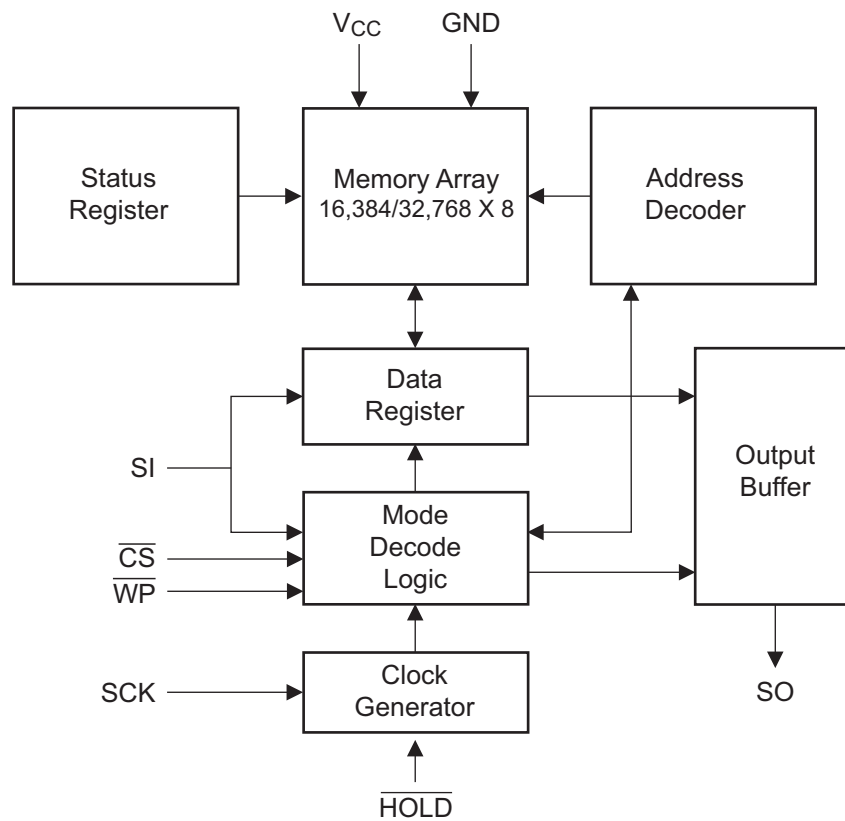 VCC
GND
Status
Register
Memory Array
16,384/32,768 X 8
Address
Decoder
Data
Register
SI
Output
Buffer
Mode
Decode
Logic
CS
WP
SCK
Clock
Generator
SO
HOLD